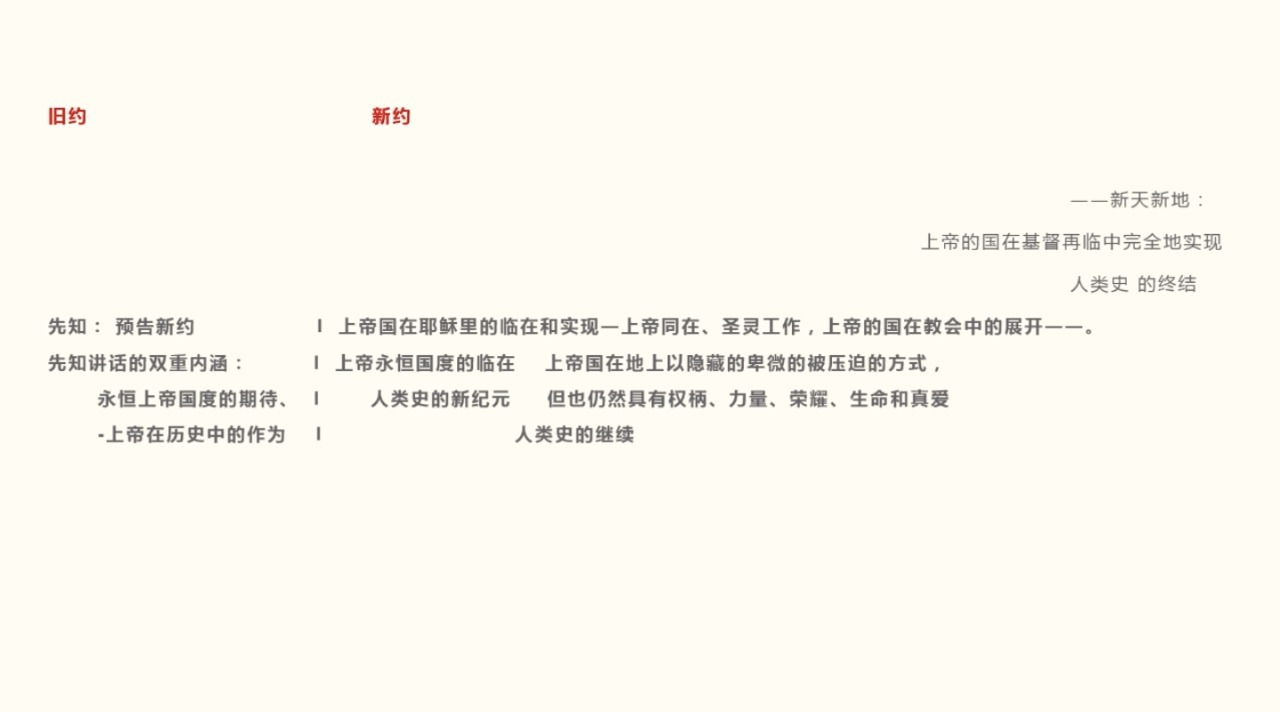 旧约 新约
——新天新地：
上帝的国在基督再临中完全地实现
人类史 的终结
先知： 预告新约 I 上帝国在耶稣里的临在和实现—上帝同在、圣灵工作，上帝的国在教会中的展开——。
先知讲话的双重内涵： I 上帝永恒国度的临在 上帝国在地上以隐藏的卑微的被压迫的方式，
永恒上帝国度的期待、 I 人类史的新纪元 但也仍然具有权柄、力量、荣耀、生命和真爱
-上帝在历史中的作为 I 人类史的继续